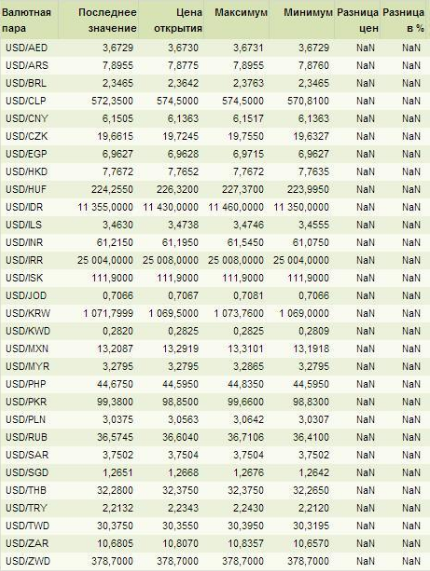 Валютная Последнее Цена Максимум Минимум Разница Разница
пара значение открытия цен в %
USD/AED 3,6729 3,6730 3,6731 3,6729 NaN NaN
USD/ARS 7,8955 7,8775 7,8955 7,8760 NaN NaN
USD/BRL 2,3465 2,3642 2,3763 2,3465 NaN NaN
USD/CLP 572,3500 574,5000 574,5000 570,8100 NaN NaN
USD/CNY 6,1505 6,1363 6,1517 6,1363 NaN NaN
USD/CZK 19,6615 19,7245 19,7550 19,6327 NaN NaN
USD/EGP 6,9627 6,9628 6,9715 6,9627 NaN NaN
USD/HKD 7,7672 7,7652 7,7672 7,7635 NaN NaN
USD/HUF 224,2550 226,3200 227,3700 223,9950 NaN NaN
USD/IDR 11 355,0000 11 430,0000 11 460,0000 11 350,0000 NaN NaN
USD/ILS 3,4630 3,4738 3,4746 3,4555 NaN NaN
USD/INR 61,2150 61,1950 61,5450 61,0750 NaN NaN
USD/IRR 25 004,0000 25 008,0000 25 008,0000 25 004,0000 NaN NaN
USD/ISK 111,9000 111,9000 111,9000 111,9000 NaN NaN
USD/JOD 0,7066 0,7067 0,7081 0,7066 NaN NaN
USD/KRW 1 071,7999 1 069,5000 1 073,7600 1 069,0000 NaN NaN
USD/KWD 0,2820 0,2825 0,2825 0,2809 NaN NaN
USD/MXN 13,2087 13,2919 13,3101 13,1918 NaN NaN
USD/MYR 3,2795 3,2795 3,2865 3,2795 NaN NaN
USD/PHP 44,6750 44,5950 44,8350 44,5950 NaN NaN
USD/PKR 99,3800 98,8500 99,6600 98,8300 NaN NaN
USD/PLN 3,0375 3,0563 3,0642 3,0307 NaN NaN
USD/RUB 36,5745 36,6040 36,7106 36,4100 NaN NaN
USD/SAR 3,7502 3,7504 3,7504 3,7502 NaN NaN
USD/SGD 1,2651 1,2668 1,2676 1,2642 NaN NaN
USD/THB 32,2800 32,3750 32,3750 32,2650 NaN NaN
USD/TRY 2,2132 2,2343 2,2430 2,2120 NaN NaN
USD/TWD 30,3750 30,3550 30,3950 30,3195 NaN NaN
USD/ZAR 10,6805 10,8070 10,8357 10,6570 NaN NaN
USD/ZWD 378,7000 378,7000 378,7000 378,7000 NaN NaN